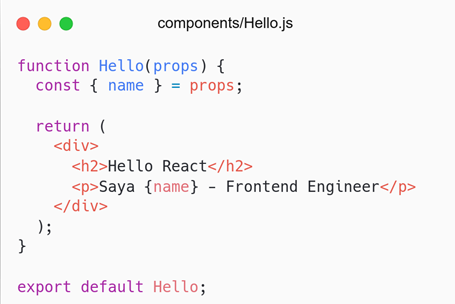 components/Hello.js
function Hello(props) {
  const { name } = props;
  return (
    <div>
      <h2>Hello React</h2>
      <p>Saya {name} - Frontend Engineer</p>
    </div>
  );
}
export default Hello;